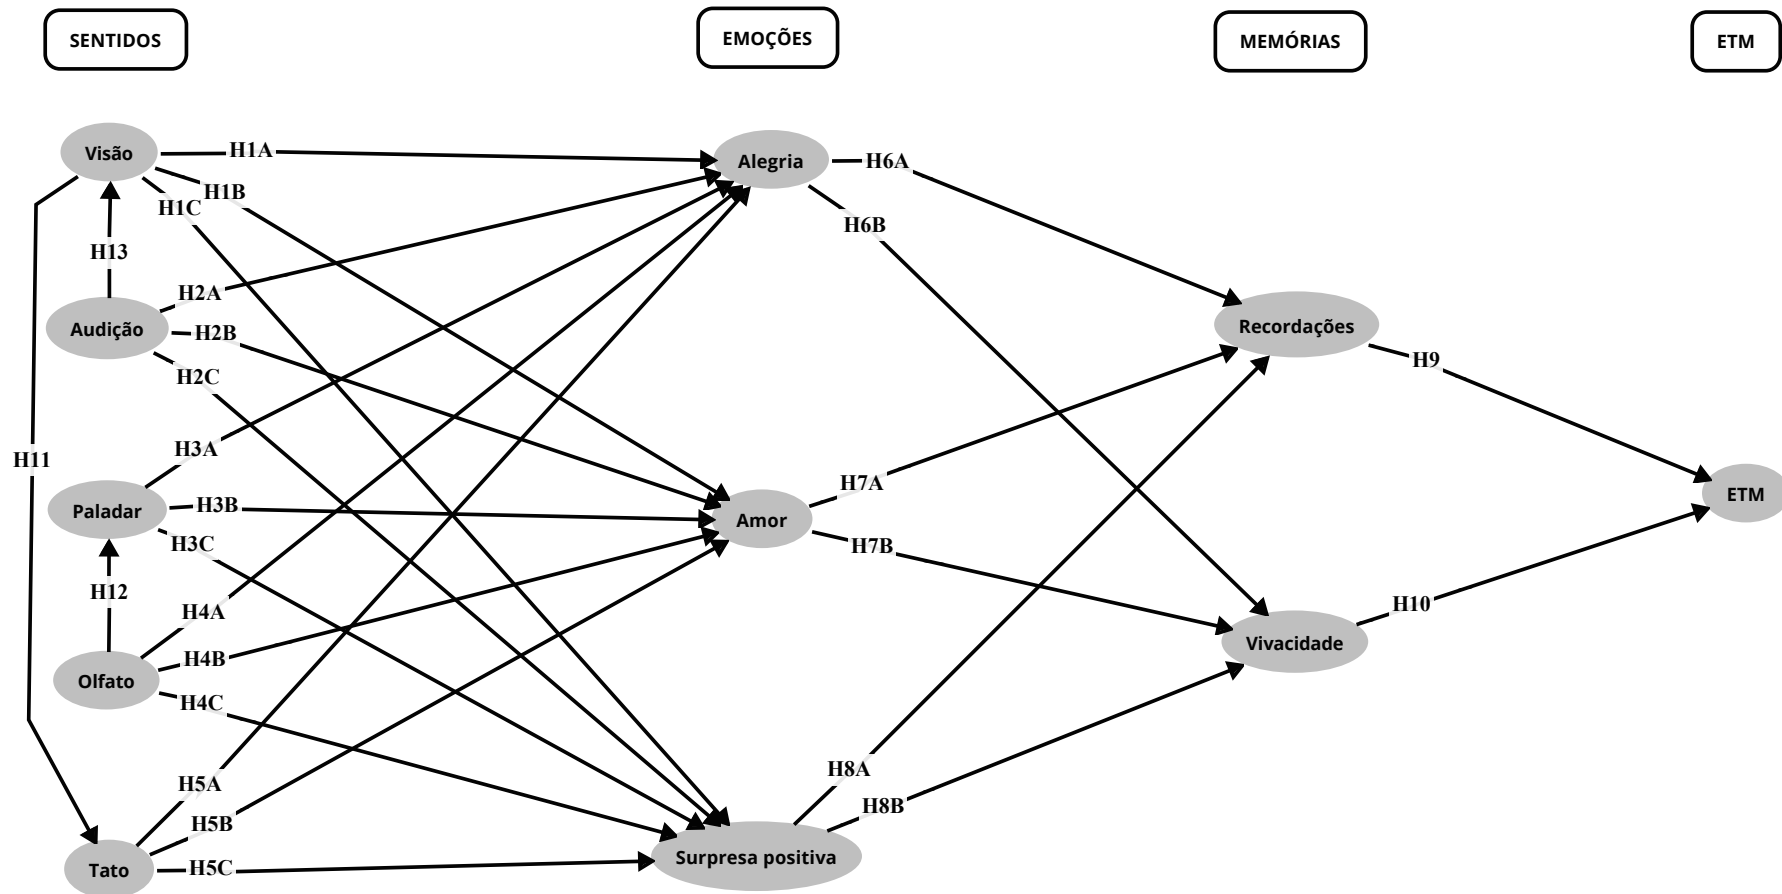 SENTIDOS
EMOÇÕES
MEMÓRIAS
ETM
Visão
H1A
Alegria
H6A
H1B
H1C
H6B
H13
H2A
Audição
H2B
Recordações
H2C
H9
H3A
H11
H7A
Paladar
H3B
Amor
ETM
H3C
H7B
H12
H4A
H10
H4B
Vivacidade
Olfato
H4C
H8A
H5A
H8B
H5B
Surpresa positiva
Tato
H5C